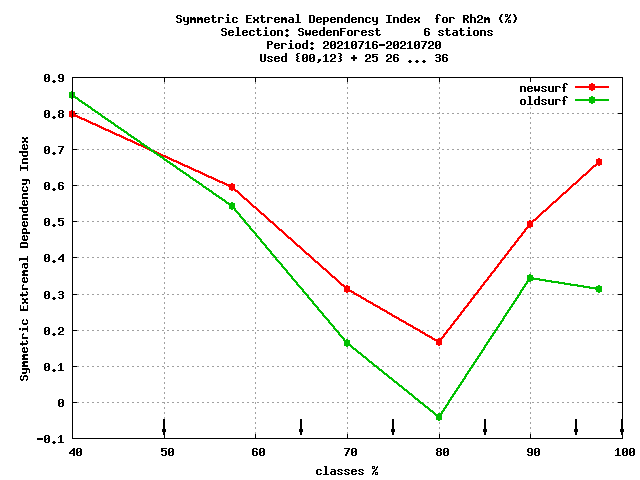 Symmetric Extremal Dependency Index  for Rh2m (%)
Selection: SwedenForest      6 stations
Period: 20210716-20210720
Used {00,12} + 25 26 ... 36
newsurf
oldsurf
Symmetric Extremal Dependency Index
0,9
0,8
0,7
0,6
0,5
0,4
0,3
0,2
0,1
0
-0,1
40 50 60 70 80 90 100
classes %